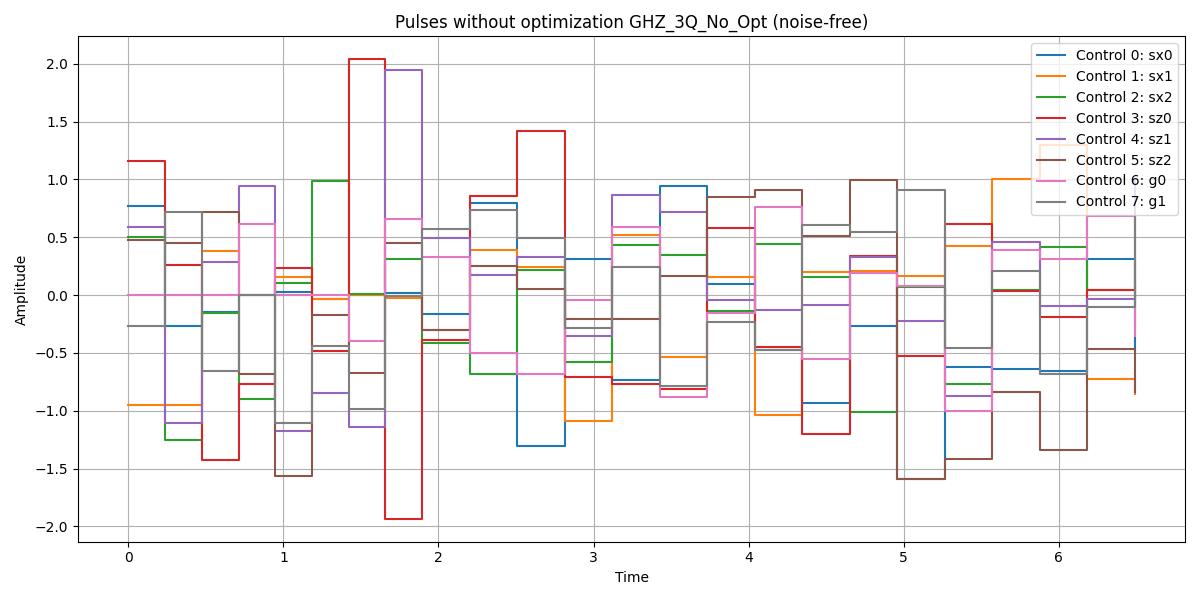 Pulses without optimization GHZ_3Q_No_Opt (noise-free)
Amplitude
2.0
1.5
1.0
0.5
0.0
−0.5
−1.0
−1.5
−2.0
Control 0: sx0
Control 1: sx1
Control 2: sx2
Control 3: sz0
Control 4: sz1
Control 5: sz2
Control 6: g0
Control 7: g1
0
1
2
3
4
5
6
Time